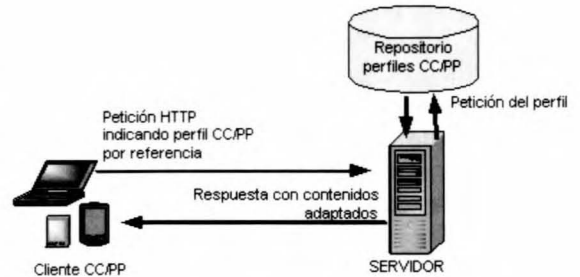 Repositorio
perfiles CC/PP
Petición del perfil
Petición HTTP
indicando perfil CC/PP
por referencia
Respuesta con contenidos
adaptados
Cliente CC/PP
SERVIDOR